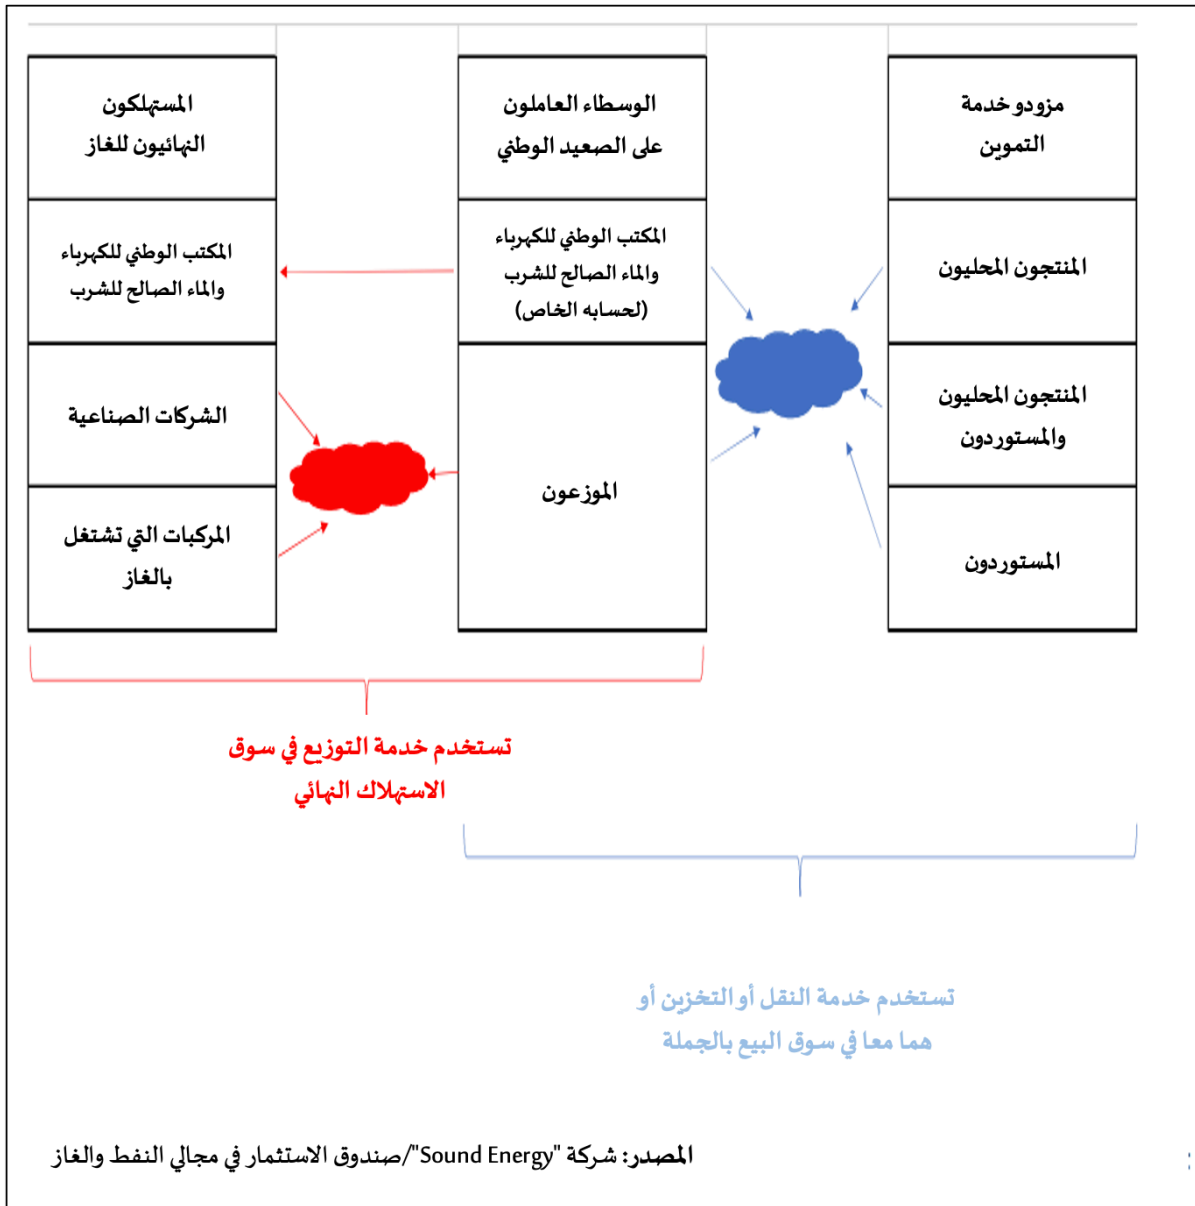 مزودو خدمة
التموين
المنتجون المحليون
المنتجون المحليون
والمستوردون
المستوردون
الوسطاء العاملون
على الصعيد الوطني
المكتب الوطني للكهرباء
والماء الصالح للشرب
(لحسابه الخاص)
الموزعون
المستهلكون
النهائيون للغاز
المكتب الوطني للكهرباء
والماء الصالح للشرب
الشركات الصناعية
المركبات التي تشتغل
بالغاز
تستخدم خدمة التوزيع في سوق
الاستهلاك النهائي
تستخدم خدمة النقل أو التخزين أو
هما معا في سوق البيع بالجملة
المصدر: شركة "Sound Energy"/صندوق الاستثمار في مجالي النفط والغاز
: